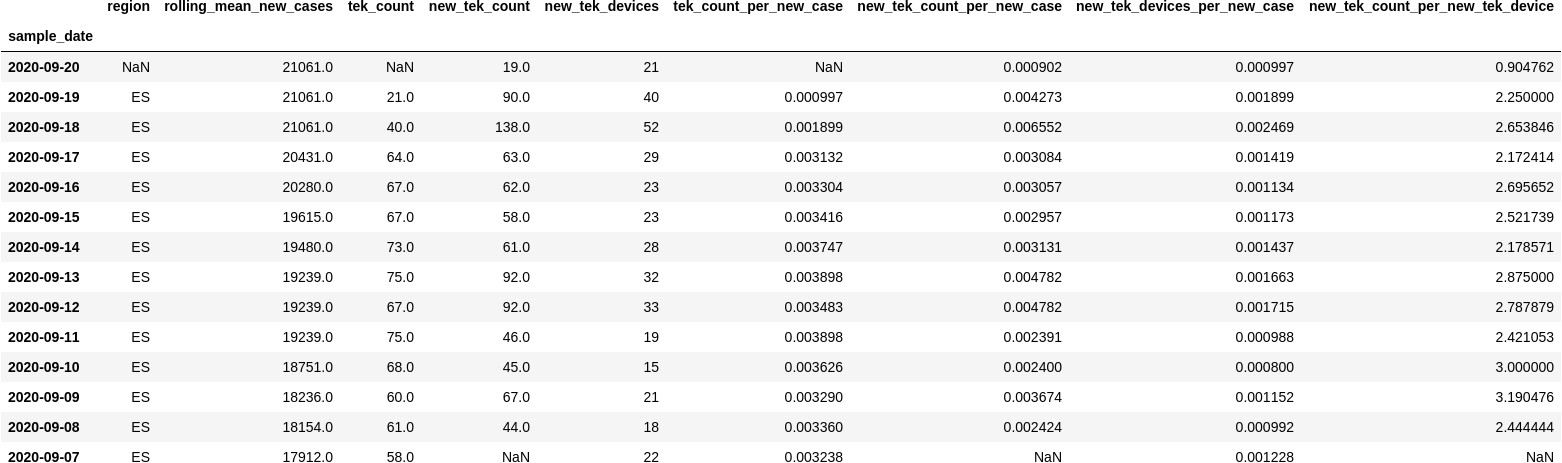 region rolling_mean_new_cases tek_count new_tek_count new_tek_devices tek_count_per_new_case new_tek_count_per_new_case new_tek_devices_per_new_case new_tek_count_per_new_tek_device
sample_date
2020-09-20 NaN 21061.0 NaN 19.0 21 NaN 0.000902 0.000997 0.904762
2020-09-19 ES 21061.0 21.0 90.0 40 0.000997 0.004273 0.001899 2.250000
2020-09-18 ES 21061.0 40.0 138.0 52 0.001899 0.006552 0.002469 2.653846
2020-09-17 ES 20431.0 64.0 63.0 29 0.003132 0.003084 0.001419 2.172414
2020-09-16 ES 20280.0 67.0 62.0 23 0.003304 0.003057 0.001134 2.695652
2020-09-15 ES 19615.0 67.0 58.0 23 0.003416 0.002957 0.001173 2.521739
2020-09-14 ES 19480.0 73.0 61.0 28 0.003747 0.003131 0.001437 2.178571
2020-09-13 ES 19239.0 75.0 92.0 32 0.003898 0.004782 0.001663 2.875000
2020-09-12 ES 19239.0 67.0 92.0 33 0.003483 0.004782 0.001715 2.787879
2020-09-11 ES 19239.0 75.0 46.0 19 0.003898 0.002391 0.000988 2.421053
2020-09-10 ES 18751.0 68.0 45.0 15 0.003626 0.002400 0.000800 3.000000
2020-09-09 ES 18236.0 60.0 67.0 21 0.003290 0.003674 0.001152 3.190476
2020-09-08 ES 18154.0 61.0 44.0 18 0.003360 0.002424 0.000992 2.444444
2020-09-07 ES 17912.0 58.0 NaN 22 0.003238 NaN 0.001228 NaN